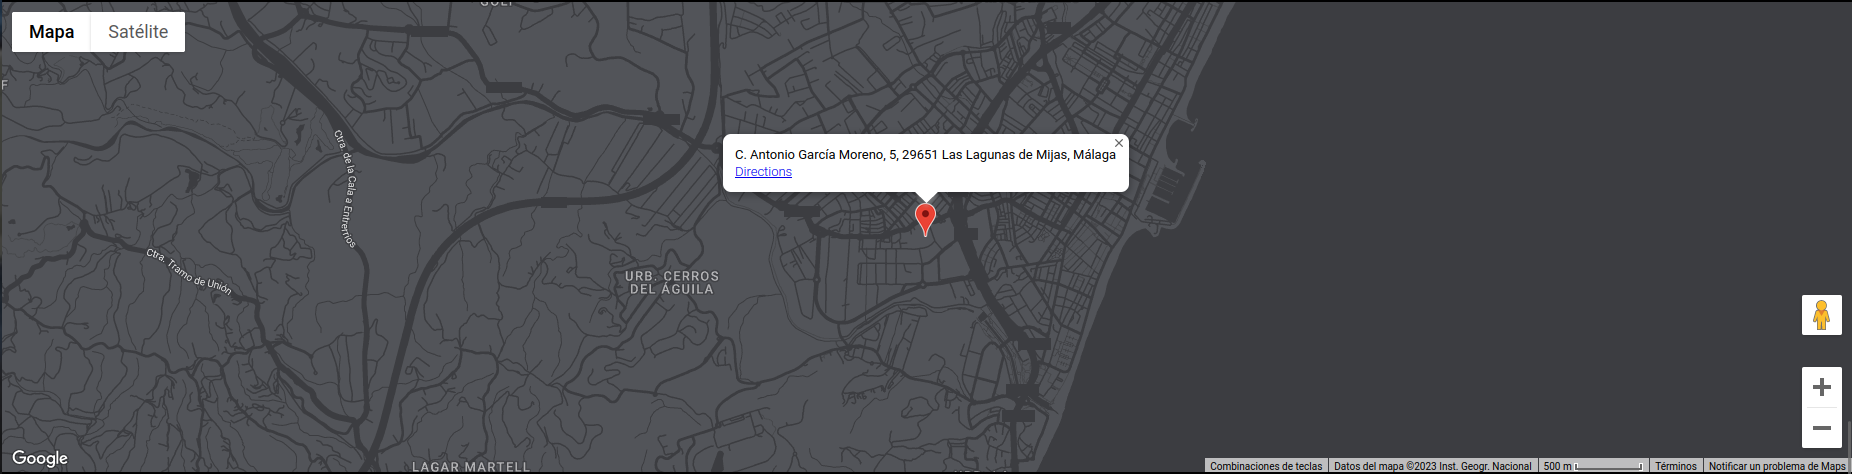 GOLF
Mapa
Satélite
F
Ctra. de la Cala a Entrerríos
C. Antonio García Moreno, 5, 29651 Las Lagunas de Mijas, Málaga
Directions
Ctra. Tramo de Unión
URB. CERROS
DEL ÁGUILA
LAGAR MARTELL
Google
Combinaciones de teclas
Datos del mapa ©2023 Inst. Geogr. Nacional
500 m
Términos
Notificar un problema de Maps